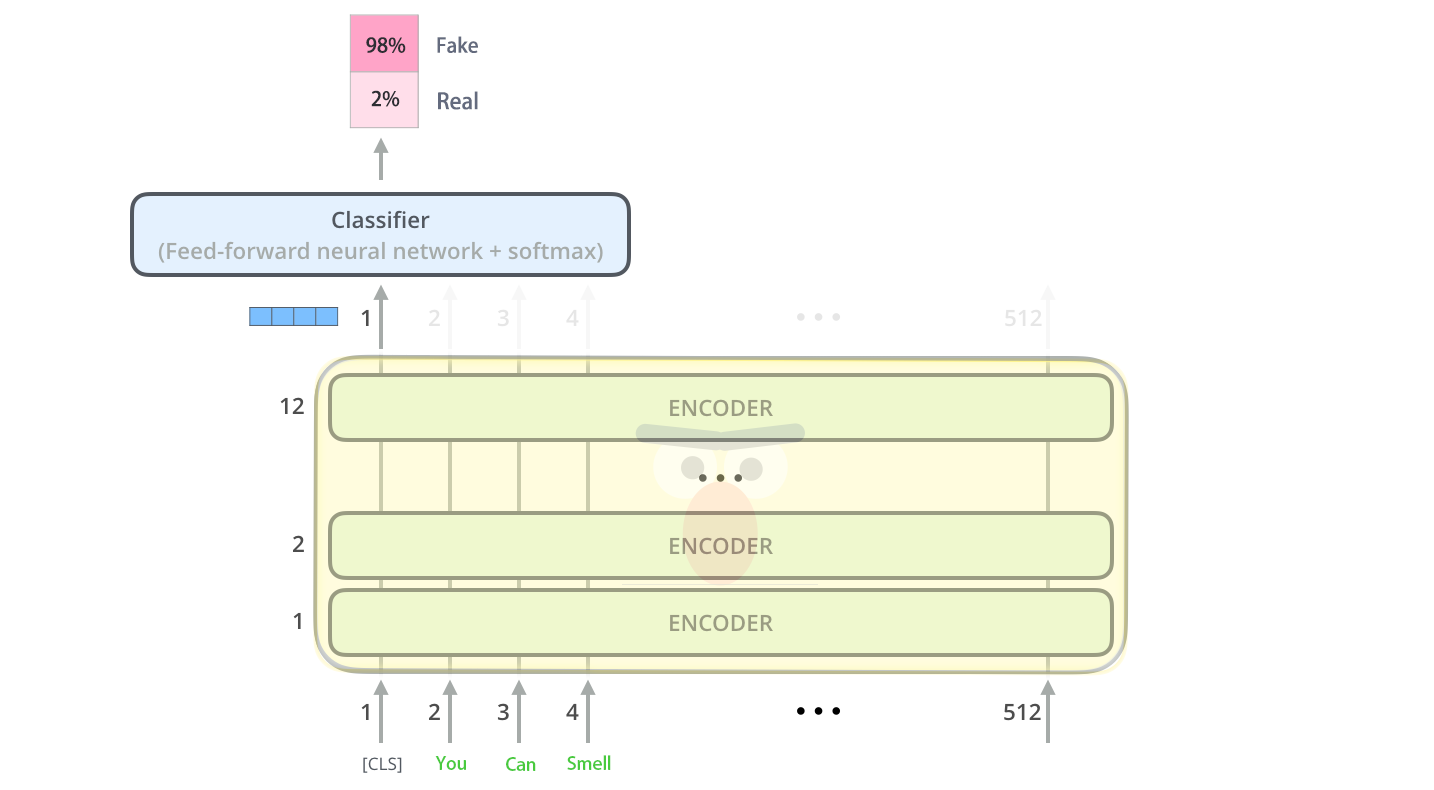 98% Fake
2% Real
Classifier
(Feed-forward neural network + softmax)
1 2 3 4 ... 512
12 ENCODER
...
2 ENCODER
1 ENCODER
1 2 3 4 ... 512
[CLS] You Can Smell